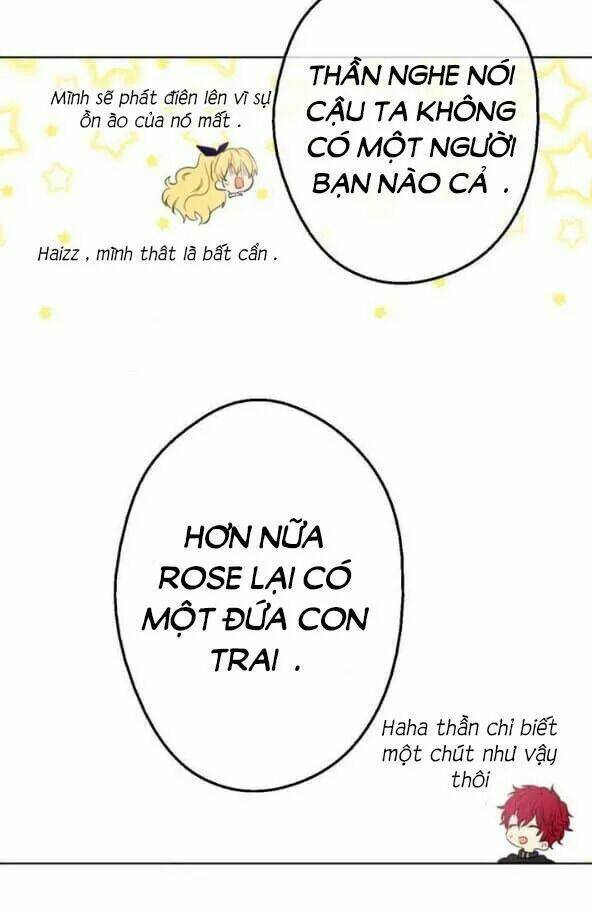 THẦN NGHE NÓI
CẬU TA KHÔNG
CÓ MỘT NGƯỜI
BẠN NÀO CẢ .
Mình sẽ phát điên lên vì sự
ồn ào của nó mất .
Haizz , mình thât là bất cẩn .
HƠN NỮA
ROSE LẠI CÓ
MỘT ĐỨA CON
TRAI .
Haha thần chỉ biết
một chút như vậy
thôi